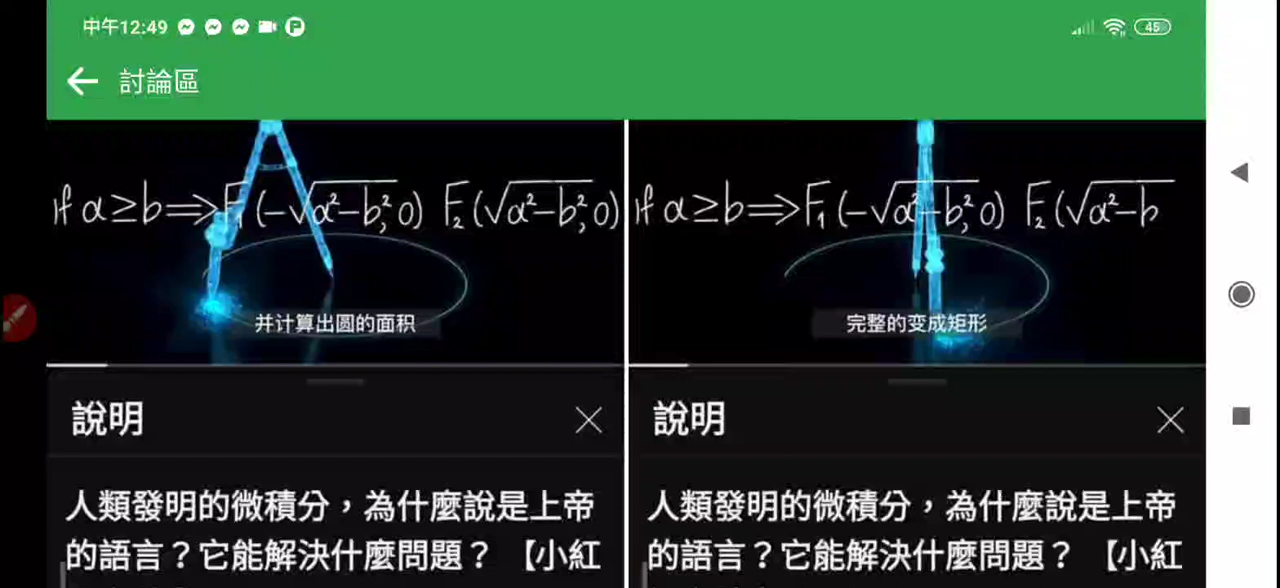 中午12:49
45
討論區
if a≥b⇒F₁(-√a²-b²,0) F₂(√a²-b²,0)
并计算出圆的面积
說明
人類發明的微積分，為什麼說是上帝
的語言？它能解決什麼問題？【小紅
if a≥b⇒F₁(-√a²-b²,0) F₂(√a²-b
完整的变成矩形
說明
人類發明的微積分，為什麼說是上帝
的語言？它能解決什麼問題？【小紅